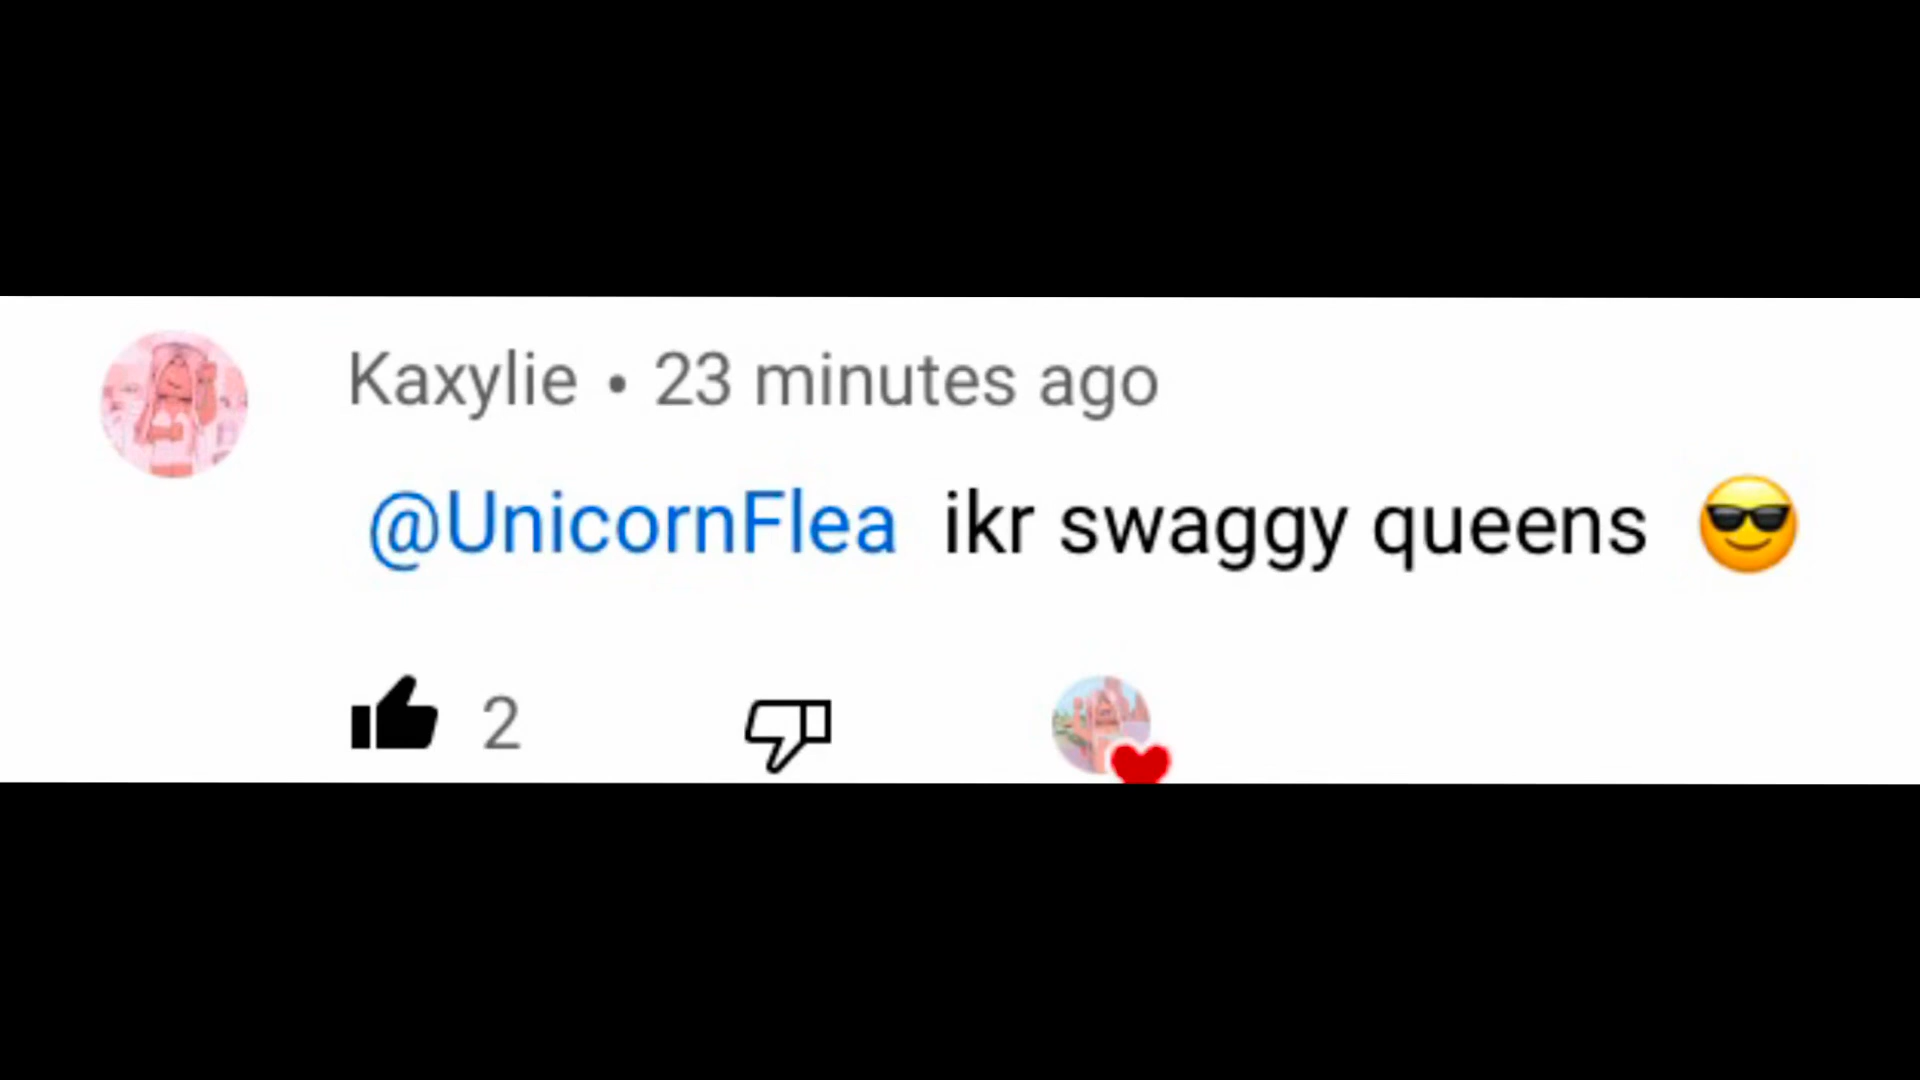 Kaxylie • 23 minutes ago
@UnicornFlea ikr swaggy queens 😎
2